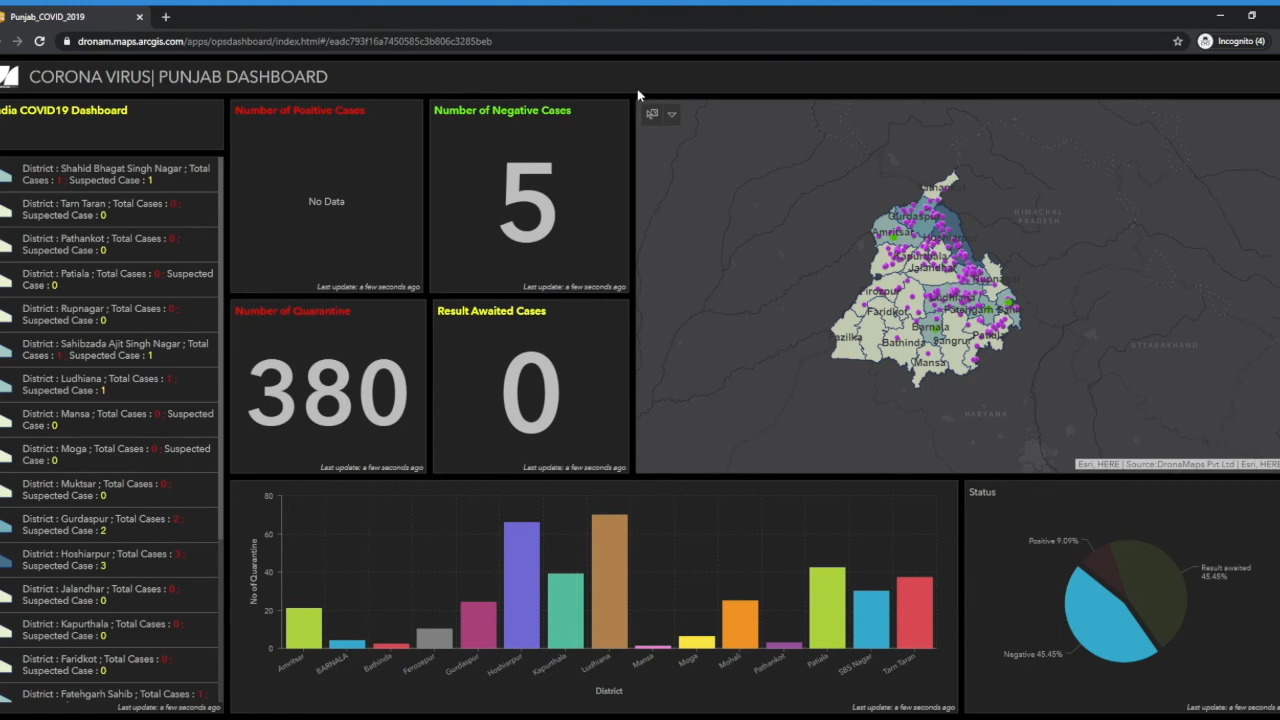 Punjab_COVID_2019
dronam.maps.arcgis.com/apps/opsdashboard/index.html#/eadc793f16a7450585c3b806c3285beb
Incognito (4)
CORONA VIRUS| PUNJAB DASHBOARD
dia COVID19 Dashboard
District : Shahid Bhagat Singh Nagar ; Total
Cases : 1 ; Suspected Case : 1
District : Tarn Taran ; Total Cases : 0 ;
Suspected Case : 0
District : Pathankot ; Total Cases : 0 ;
Suspected Case : 0
District : Patiala ; Total Cases : 0 ; Suspected
Case : 0
District : Rupnagar ; Total Cases : 0 ;
Suspected Case : 0
District : Sahibzada Ajit Singh Nagar ; Total
Cases : 1 ; Suspected Case : 1
District : Ludhiana ; Total Cases : 1 ;
Suspected Case : 1
District : Mansa ; Total Cases : 0 ; Suspected
Case : 0
District : Moga ; Total Cases : 0 ; Suspected
Case : 0
District : Muktsar ; Total Cases : 0 ;
Suspected Case : 0
District : Gurdaspur ; Total Cases : 2 ;
Suspected Case : 2
District : Hoshiarpur ; Total Cases : 3 ;
Suspected Case : 3
District : Jalandhar ; Total Cases : 0 ;
Suspected Case : 0
District : Kapurthala ; Total Cases : 0 ;
Suspected Case : 0
District : Faridkot ; Total Cases : 0 ;
Suspected Case : 0
District : Fatehgarh Sahib ; Total Cases : 1 ;
Last update: a few seconds ago
Number of Positive Cases
No Data
Last update: a few seconds ago
Number of Negative Cases
5
Last update: a few seconds ago
Number of Quarantine
380
Last update: a few seconds ago
Result Awaited Cases
0
Last update: a few seconds ago
Gurdaspur
Amritsar
Kapurthala
Jalandha
Rupnagar
Firozpur
Ludhiana
Faridkot
Fatehgarh Sahi
Barnala
Patiala
Bathinda
Sangrur
Fazilka
Mansa
HIMACHAL
PRADESH
UTTARAKHAND
HARYANA
Esri, HERE | Source:DronaMaps Pvt Ltd | Esri, HERE
80
60
40
20
0
No of Quarantine
Amritsar
BARNALA
Bathinda
Ferozepur
Gurdaspur
Hoshiarpur
Kapurthala
Ludhiana
Mansa
Moga
Mohali
Pathankot
Patiala
SBS Nagar
Tarn Taran
District
Last update: a few seconds ago
Status
Positive 9.09%
Result awaited
45.45%
Negative 45.45%
Last update: a few seconds